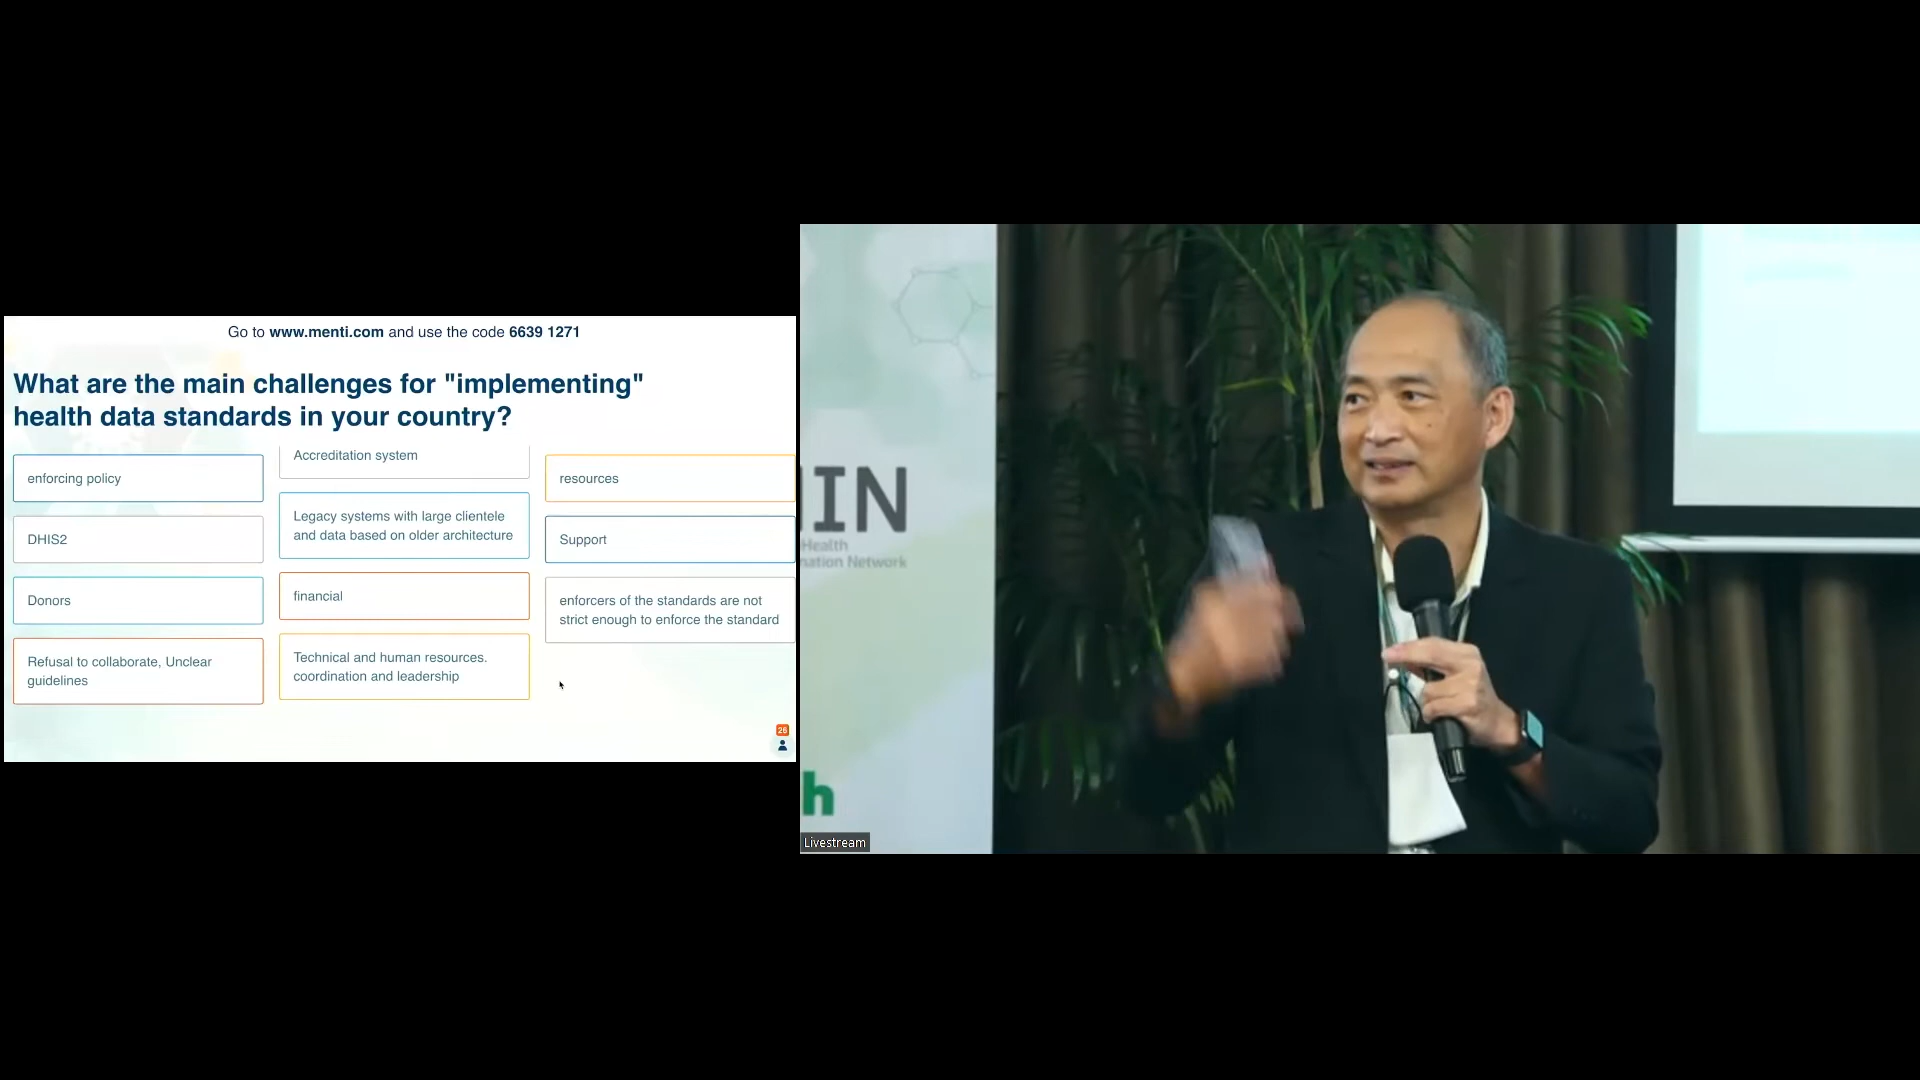 Go to www.menti.com and use the code 6639 1271
What are the main challenges for "implementing"
health data standards in your country?
enforcing policy
DHIS2
Donors
Refusal to collaborate, Unclear
guidelines
Accreditation system
Legacy systems with large clientele
and data based on older architecture
financial
Technical and human resources.
coordination and leadership
resources
Support
enforcers of the standards are not
strict enough to enforce the standard
26
IN
Health
mation Network
h
Livestream